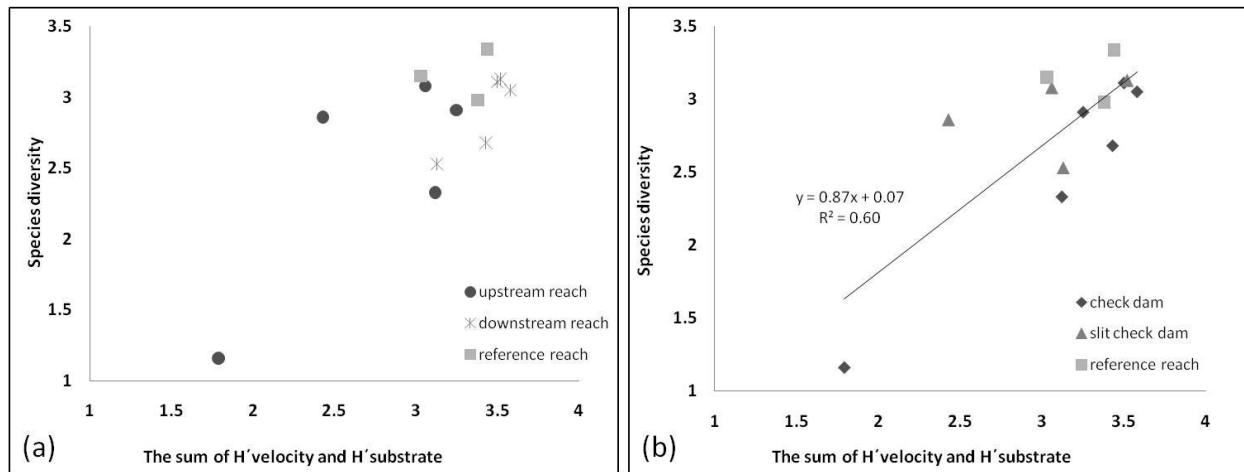 3.5
3
2.5
2
1.5
1
Species diversity
upstream reach
downstream reach
reference reach
1 1.5 2 2.5 3 3.5 4
The sum of H´velocity and H´substrate
(a)
3.5
3
2.5
2
1.5
1
Species diversity
y = 0.87x + 0.07
R² = 0.60
check dam
slit check dam
reference reach
1 1.5 2 2.5 3 3.5 4
The sum of H´velocity and H´substrate
(b)